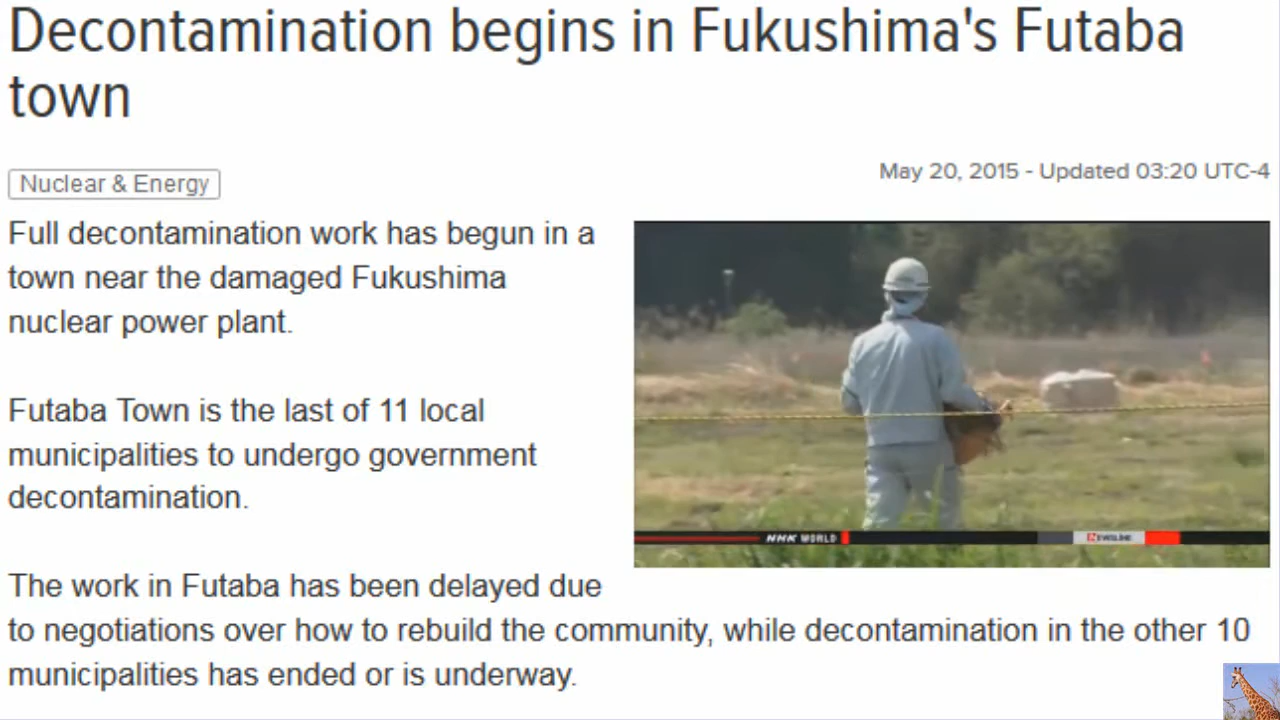 Decontamination begins in Fukushima's Futaba
town
Nuclear & Energy
May 20, 2015 - Updated 03:20 UTC-4
Full decontamination work has begun in a
town near the damaged Fukushima
nuclear power plant.
Futaba Town is the last of 11 local
municipalities to undergo government
decontamination.
NHK WORLD
NEWSLINE
The work in Futaba has been delayed due
to negotiations over how to rebuild the community, while decontamination in the other 10
municipalities has ended or is underway.